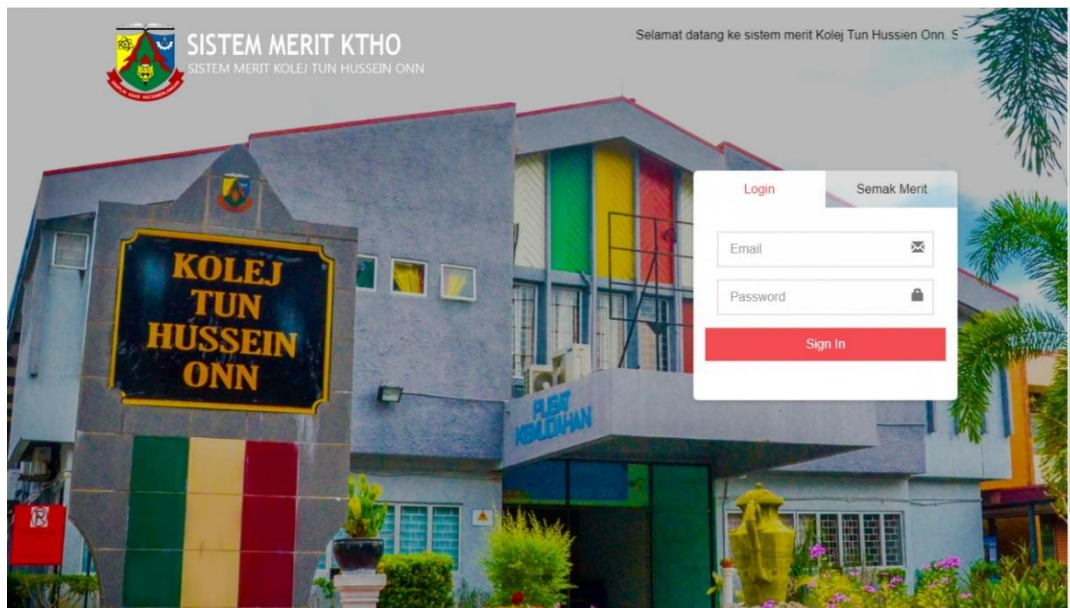 SISTEM MERIT KTHO
SISTEM MERIT KOLEJ TUN HUSSEIN ONN
Selamat datang ke sistem merit Kolej Tun Hussien Onn. S
Login
Semak Merit
Email
Password
Sign In
KOLEJ
TUN
HUSSEIN
ONN
PUSAT
KEMUDAHAN